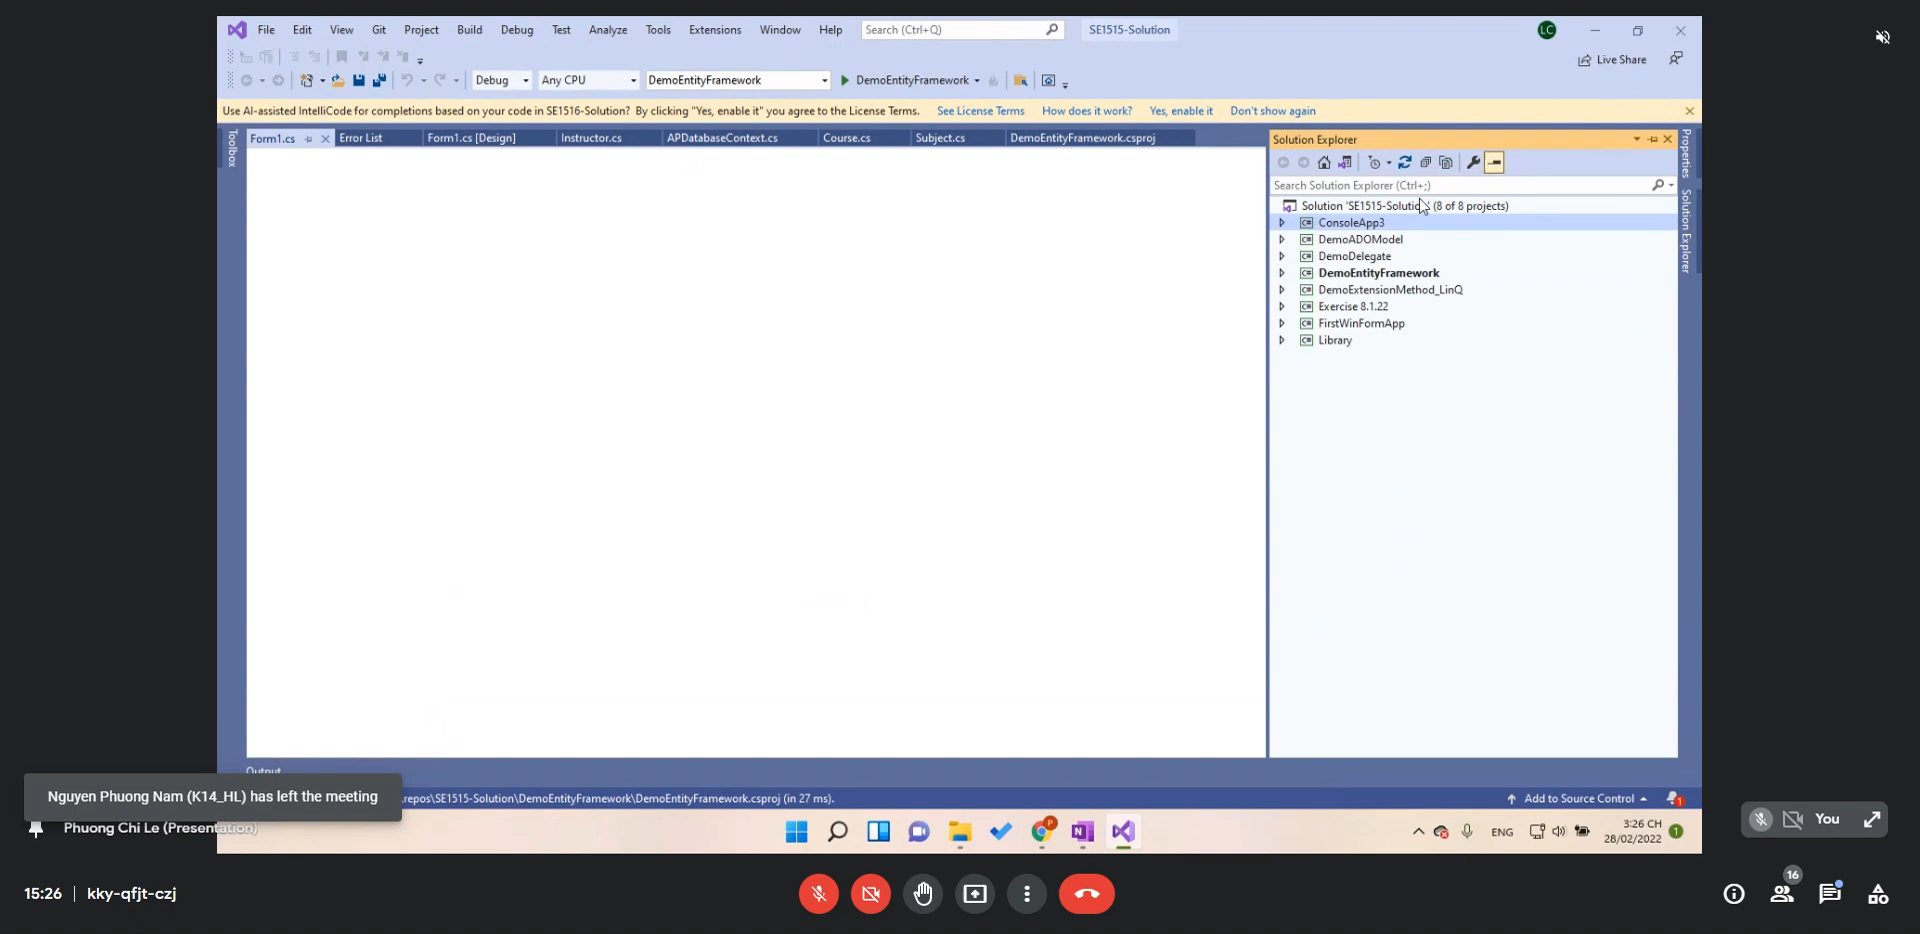 File Edit View Git Project Build Debug Test Analyze Tools Extensions Window Help Search (Ctrl+Q) SE1515-Solution LC
Live Share
Debug Any CPU DemoEntityFramework DemoEntityFramework
Use AI-assisted IntelliCode for completions based on your code in SE1516-Solution? By clicking "Yes, enable it" you agree to the License Terms. See License Terms How does it work? Yes, enable it Don't show again
Toolbox
Form1.cs Error List Form1.cs [Design] Instructor.cs APDatabaseContext.cs Course.cs Subject.cs DemoEntityFramework.csproj
Solution Explorer
Search Solution Explorer (Ctrl+;)
Solution 'SE1515-Solution' (8 of 8 projects)
C# ConsoleApp3
C# DemoADOModel
C# DemoDelegate
C# DemoEntityFramework
C# DemoExtensionMethod_LinQ
C# Exercise 8.1.22
C# FirstWinFormApp
C# Library
Properties
Solution Explorer
Output
Nguyen Phuong Nam (K14_HL) has left the meeting
.repos\SE1515-Solution\DemoEntityFramework\DemoEntityFramework.csproj (in 27 ms).
Add to Source Control
1
Phuong Chi Le (Presentation)
P
N
ENG
3:26 CH
28/02/2022
1
You
15:26 | kky-qfjt-czj
16